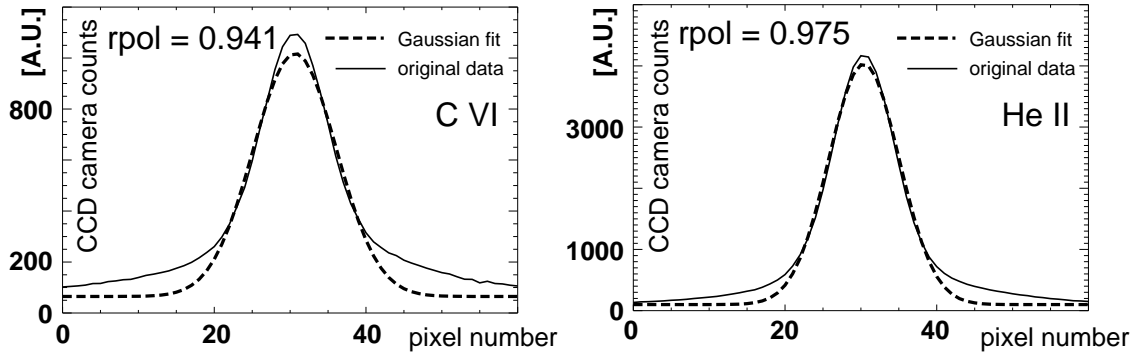 rpol = 0.941
Gaussian fit
original data
C VI
[A.U.]
CCD camera counts
800
200
0
0
20
40
pixel number
rpol = 0.975
Gaussian fit
original data
He II
[A.U.]
CCD camera counts
3000
1000
0
0
20
40
pixel number